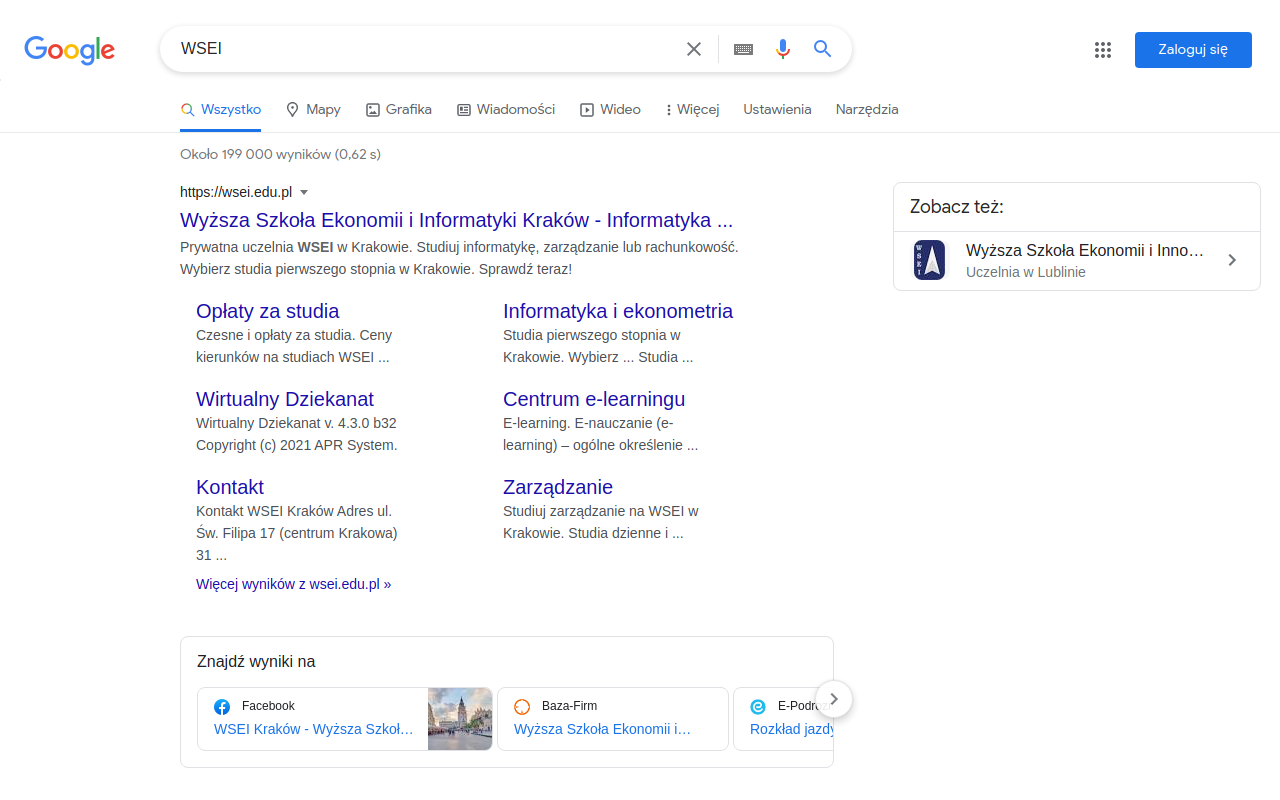 Google
WSEI
Zaloguj się
Wszystko
Mapy
Grafika
Wiadomości
Wideo
Więcej
Ustawienia
Narzędzia
Około 199 000 wyników (0,62 s)
https://wsei.edu.pl
Wyższa Szkoła Ekonomii i Informatyki Kraków - Informatyka ...
Prywatna uczelnia WSEI w Krakowie. Studiuj informatykę, zarządzanie lub rachunkowość.
Wybierz studia pierwszego stopnia w Krakowie. Sprawdź teraz!
Opłaty za studia
Czesne i opłaty za studia. Ceny
kierunków na studiach WSEI ...
Informatyka i ekonometria
Studia pierwszego stopnia w
Krakowie. Wybierz ... Studia ...
Wirtualny Dziekanat
Wirtualny Dziekanat v. 4.3.0 b32
Copyright (c) 2021 APR System.
Centrum e-learningu
E-learning. E-nauczanie (e-
learning) – ogólne określenie ...
Kontakt
Kontakt WSEI Kraków Adres ul.
Św. Filipa 17 (centrum Krakowa)
31 ...
Zarządzanie
Studiuj zarządzanie na WSEI w
Krakowie. Studia dzienne i ...
Więcej wyników z wsei.edu.pl »
Znajdź wyniki na
Facebook
WSEI Kraków - Wyższa Szkoł...
Baza-Firm
Wyższa Szkoła Ekonomii i...
E-Podróż
Rozkład jazdy
Zobacz też:
WSEI
Wyższa Szkoła Ekonomii i Inno...
Uczelnia w Lublinie